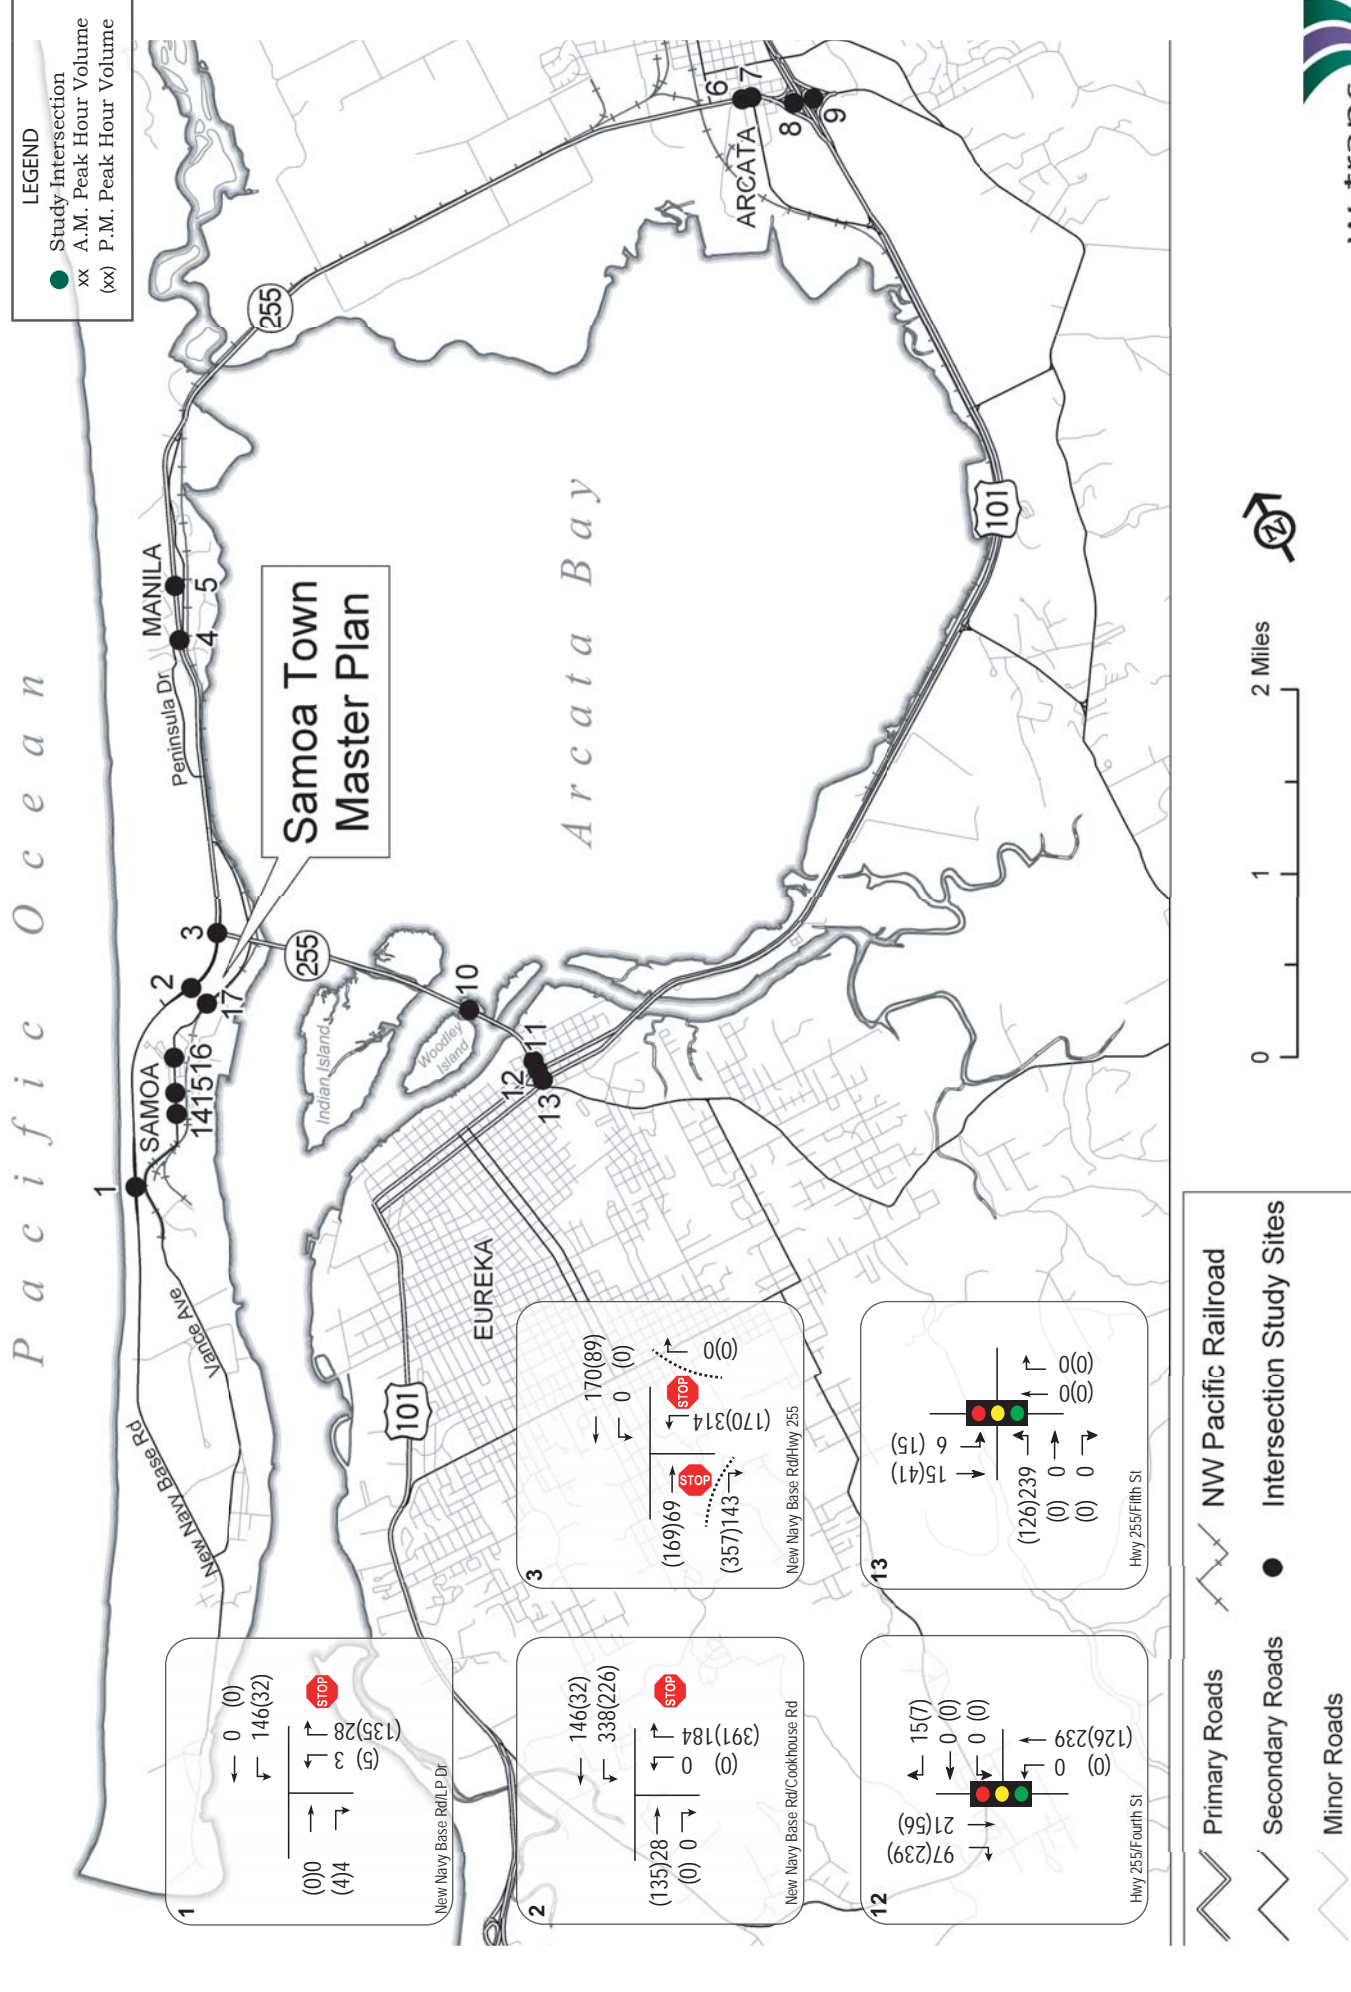 LEGEND
Study Intersection
xx A.M. Peak Hour Volume
(xx) P.M. Peak Hour Volume
Pacific Ocean
Arcata Bay
MANILA
Peninsula Dr
SAMOA
ARCATA
EUREKA
Samoa Town
Master Plan
Indian Island
Woodley
Island
New Navy Base Rd
Vance Ave
255
255
101
101
1
2
3
4
5
6
7
8
9
10
11
12
13
14
15
16
17
1
0 (0)
146(32)
(0)0
(4)4
(5) 3
(135)28
STOP
New Navy Base Rd/LP Dr
2
146(32)
338(226)
(135)28
(0) 0
(0) 0
(391)184
STOP
New Navy Base Rd/Cookhouse Rd
3
170(89)
0 (0)
(169)69
(357)143
STOP
STOP
(170)314
(0)0
New Navy Base Rd/Hwy 255
12
15(7)
0 (0)
0 (0)
97(239)
21(56)
(0) 0
(126)239
Hwy 255/Fourth St
13
15(41)
6 (15)
(126)239
(0) 0
(0) 0
(0)0
(0)0
Hwy 255/Fifth St
0 1 2 Miles
N
Primary Roads
Secondary Roads
Minor Roads
NW Pacific Railroad
Intersection Study Sites